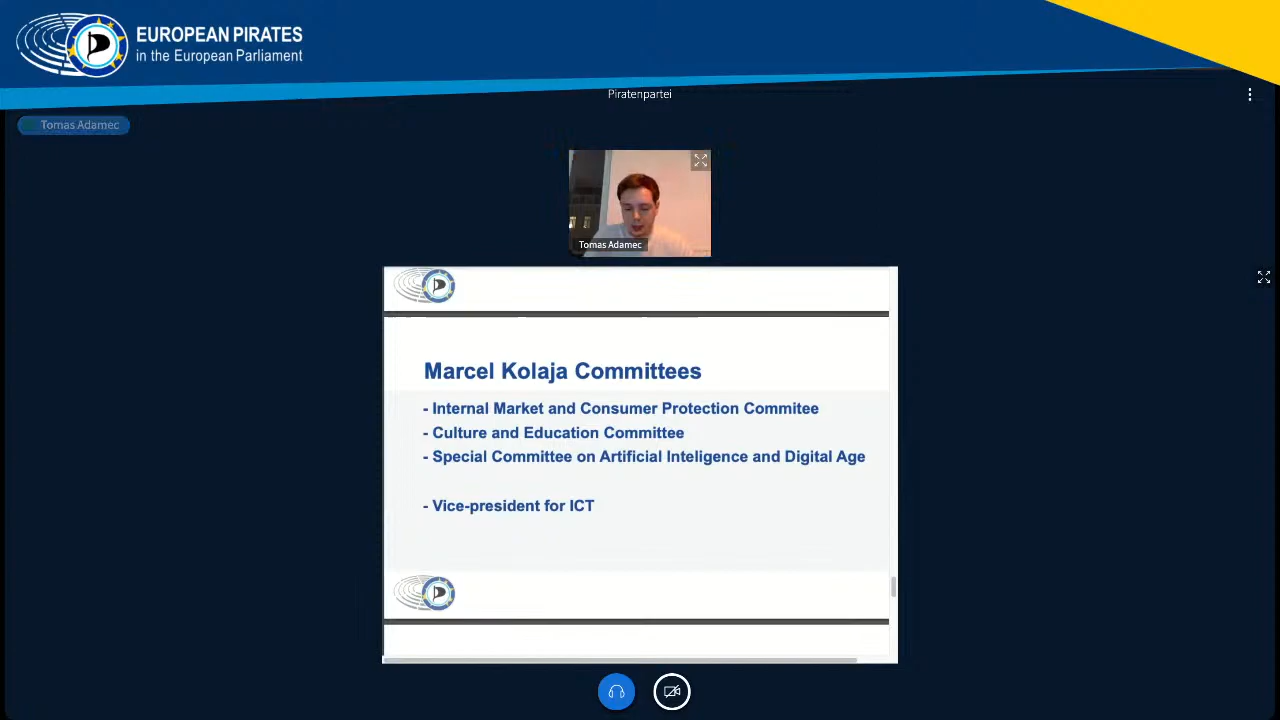 EUROPEAN PIRATES
in the European Parliament
Piratenpartei
Tomas Adamec
Tomas Adamec
Marcel Kolaja Committees
- Internal Market and Consumer Protection Commitee
- Culture and Education Committee
- Special Committee on Artificial Inteligence and Digital Age
- Vice-president for ICT